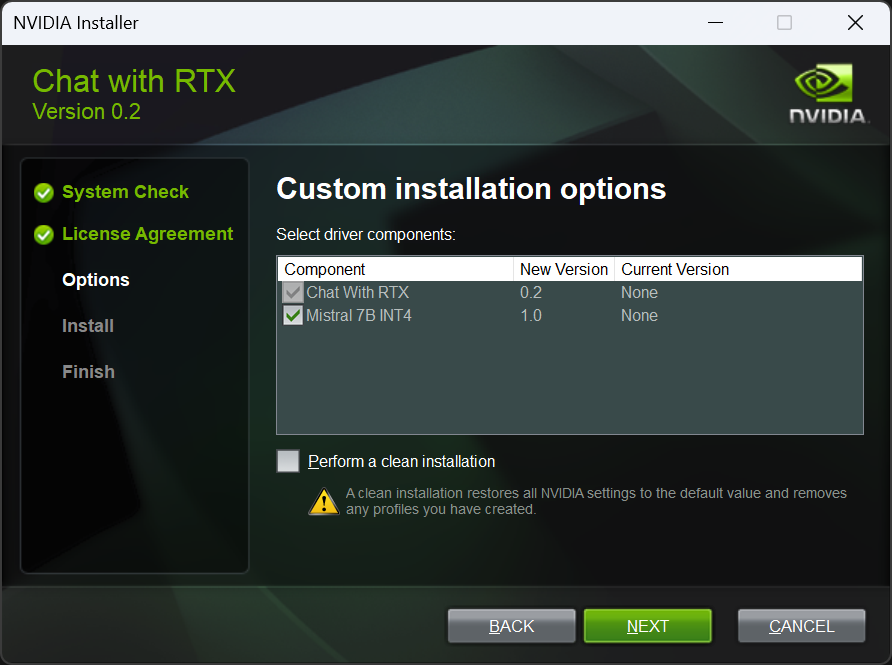 NVIDIA Installer
Chat with RTX
Version 0.2
NVIDIA.
System Check
License Agreement
Options
Install
Finish
Custom installation options
Select driver components:
Component New Version Current Version
Chat With RTX 0.2 None
Mistral 7B INT4 1.0 None
Perform a clean installation
A clean installation restores all NVIDIA settings to the default value and removes
any profiles you have created.
BACK NEXT CANCEL